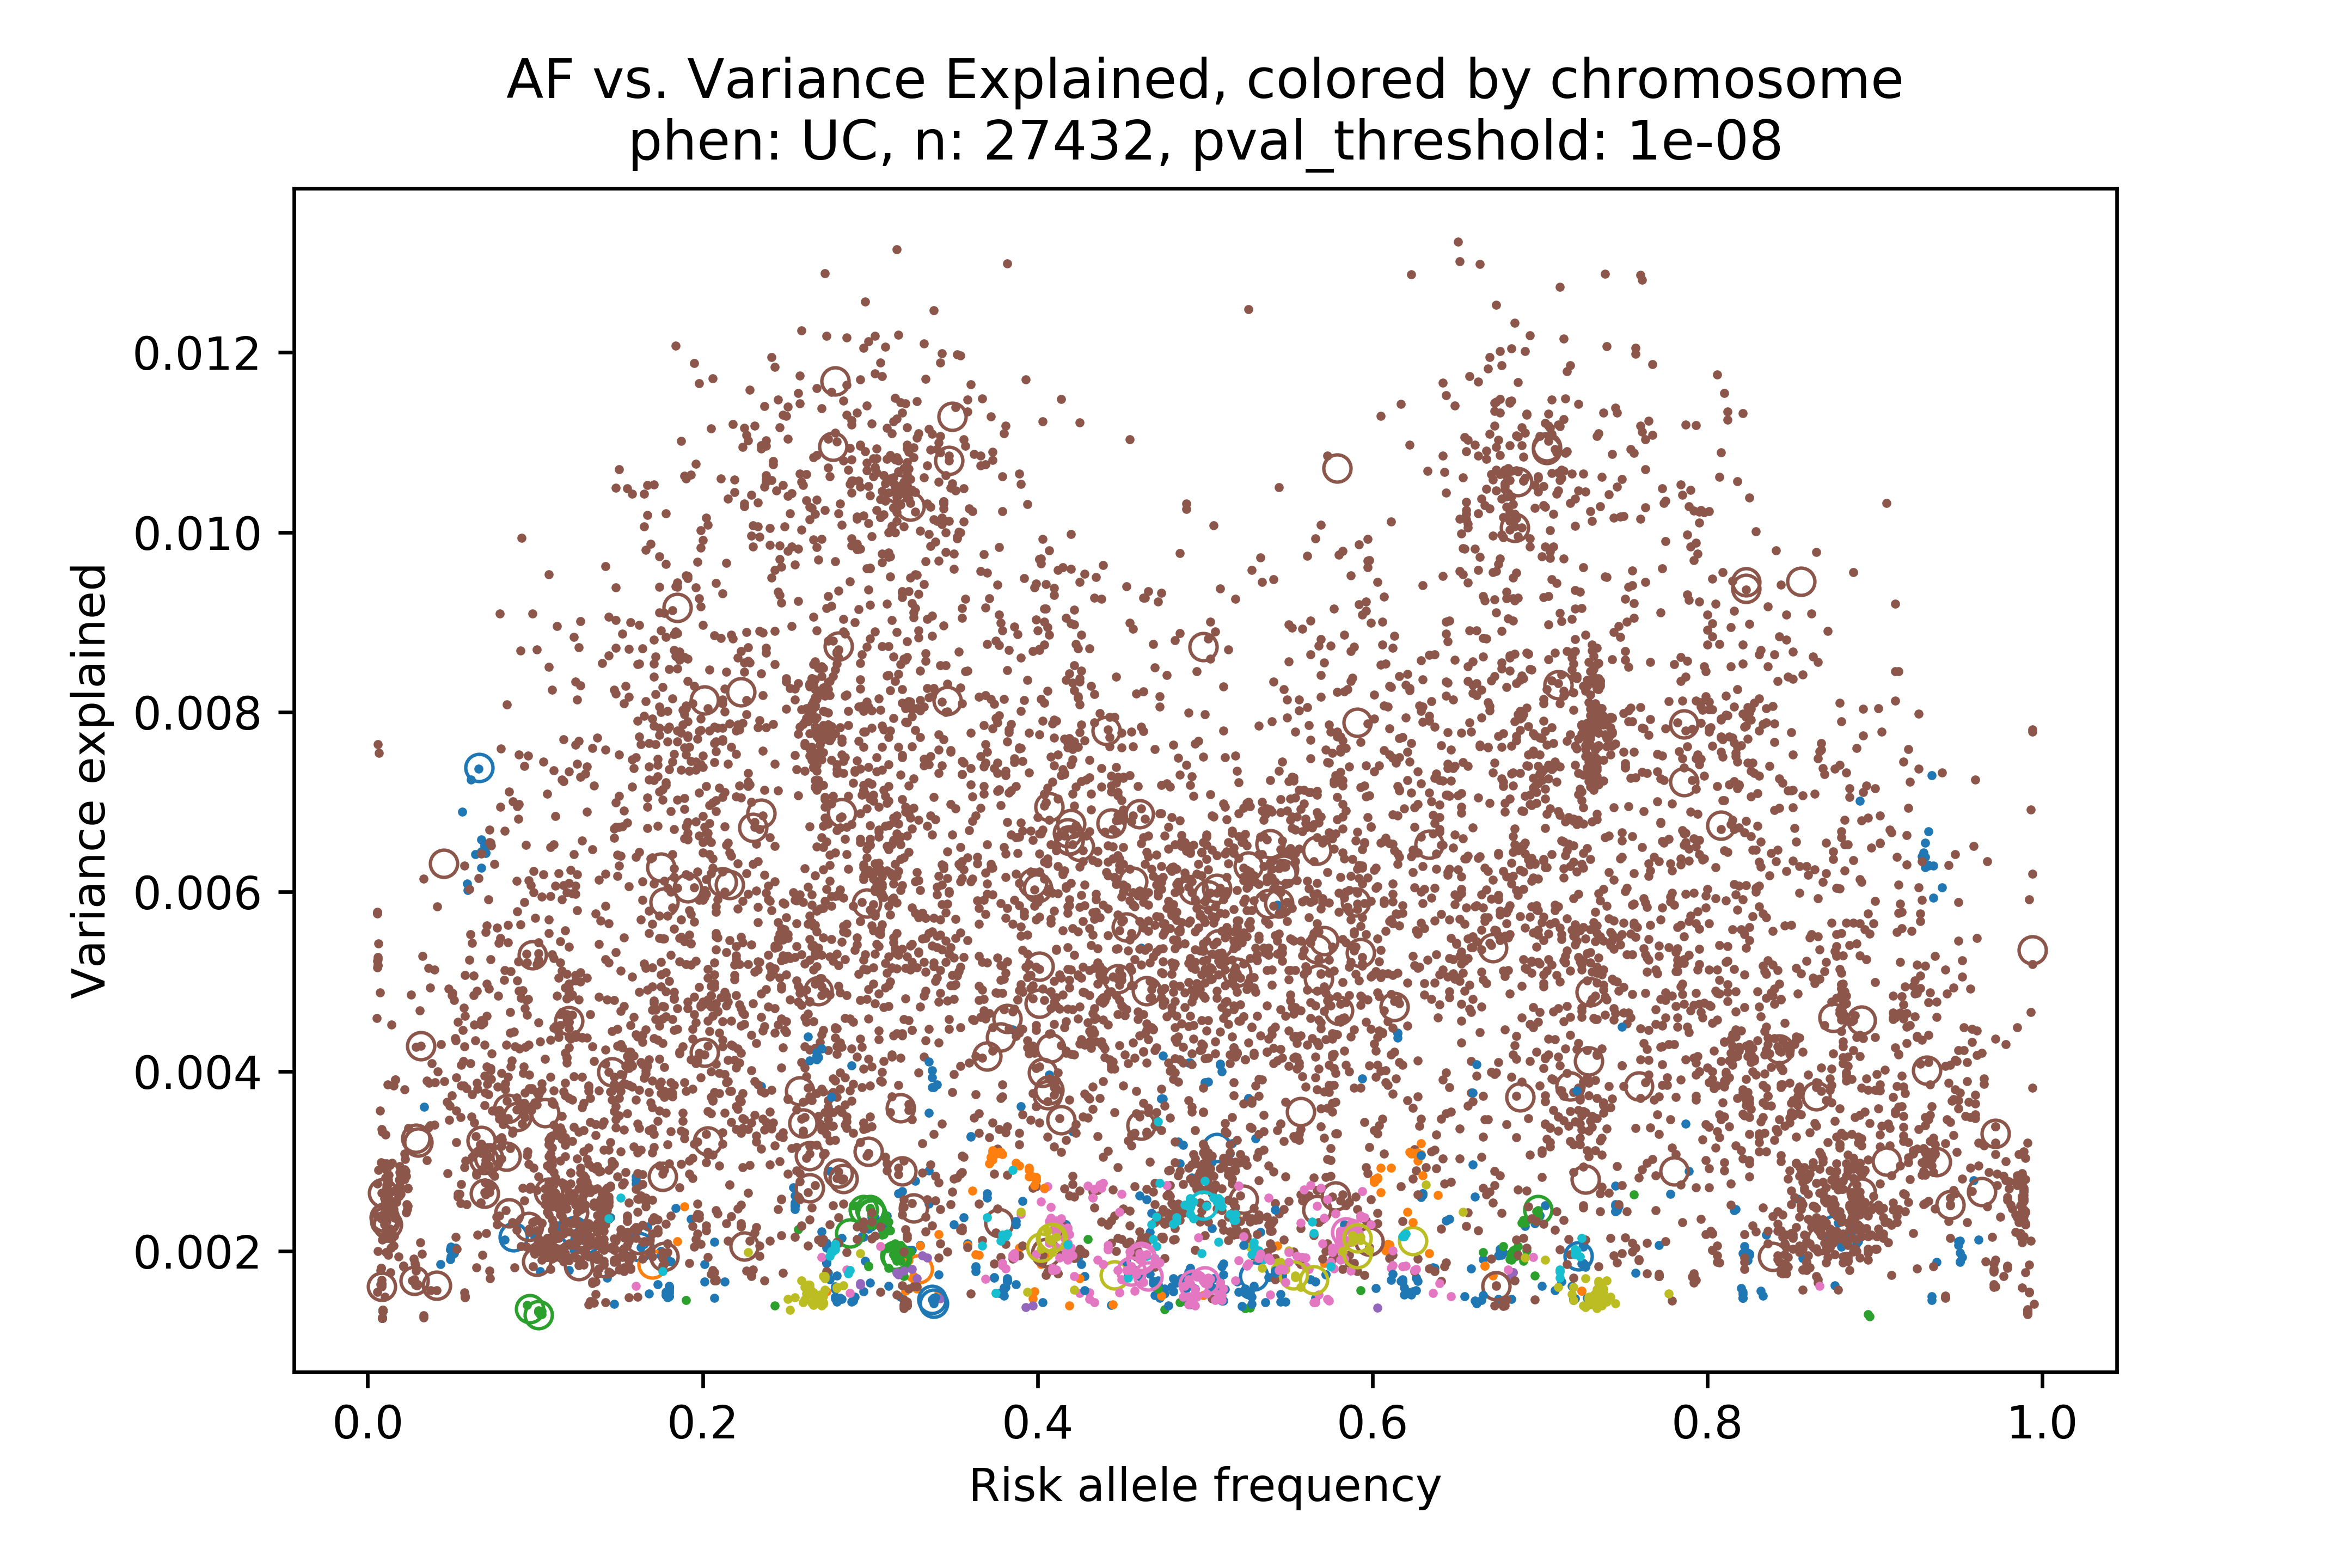 AF vs. Variance Explained, colored by chromosome
phen: UC, n: 27432, pval_threshold: 1e-08
Variance explained
0.012
0.010
0.008
0.006
0.004
0.002
0.0 0.2 0.4 0.6 0.8 1.0
Risk allele frequency